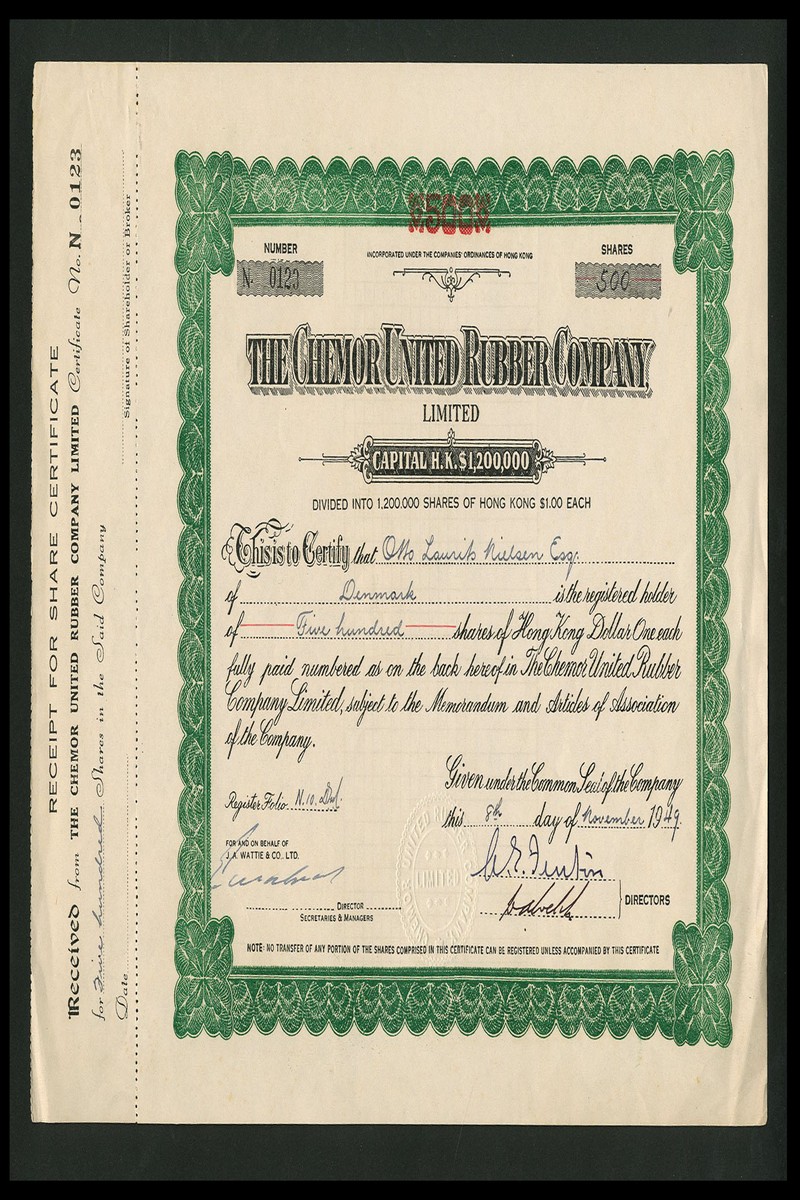 RECEIPT FOR SHARE CERTIFICATE
Received from THE CHEMOR UNITED RUBBER COMPANY LIMITED Certificate No. N 0123
for Five hundred Shares in the Said Company
Date
Signature of Shareholder or Broker
500
NUMBER
N. 0123
INCORPORATED UNDER THE COMPANIES' ORDINANCES OF HONG KONG
SHARES
500
THE CHEMOR UNITED RUBBER COMPANY,
LIMITED
CAPITAL H.K.$1,200,000
DIVIDED INTO 1,200.000 SHARES OF HONG KONG $1.00 EACH
This is to Certify that Otto Laurits Nielsen Esq.
of Denmark is the registered holder
of Five hundred shares of Hong Kong Dollar One each
fully paid numbered as on the back hereof in The Chemor United Rubber
Company Limited, subject to the Memorandum and Articles of Association
of the Company.
Given under the Common Seal of the Company
Register Folio N.10.
this 8th day of November 1949.
FOR AND ON BEHALF OF
J. A. WATTIE & CO., LTD.
LIMITED
DIRECTOR
SECRETARIES & MANAGERS
DIRECTORS
NOTE: NO TRANSFER OF ANY PORTION OF THE SHARES COMPRISED IN THIS CERTIFICATE CAN BE REGISTERED UNLESS ACCOMPANIED BY THIS CERTIFICATE